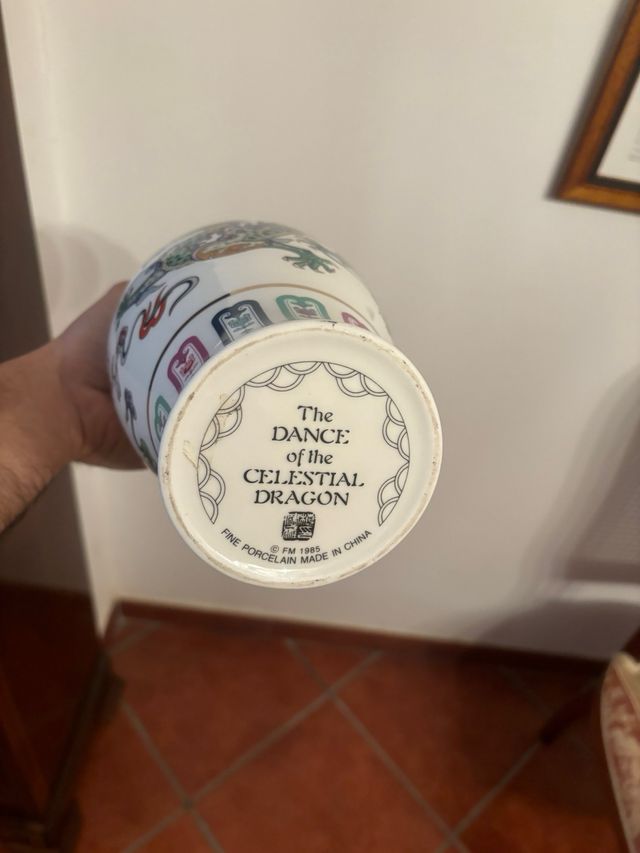 The
DANCE
of the
CELESTIAL
DRAGON
© FM 1985
FINE PORCELAIN MADE IN CHINA